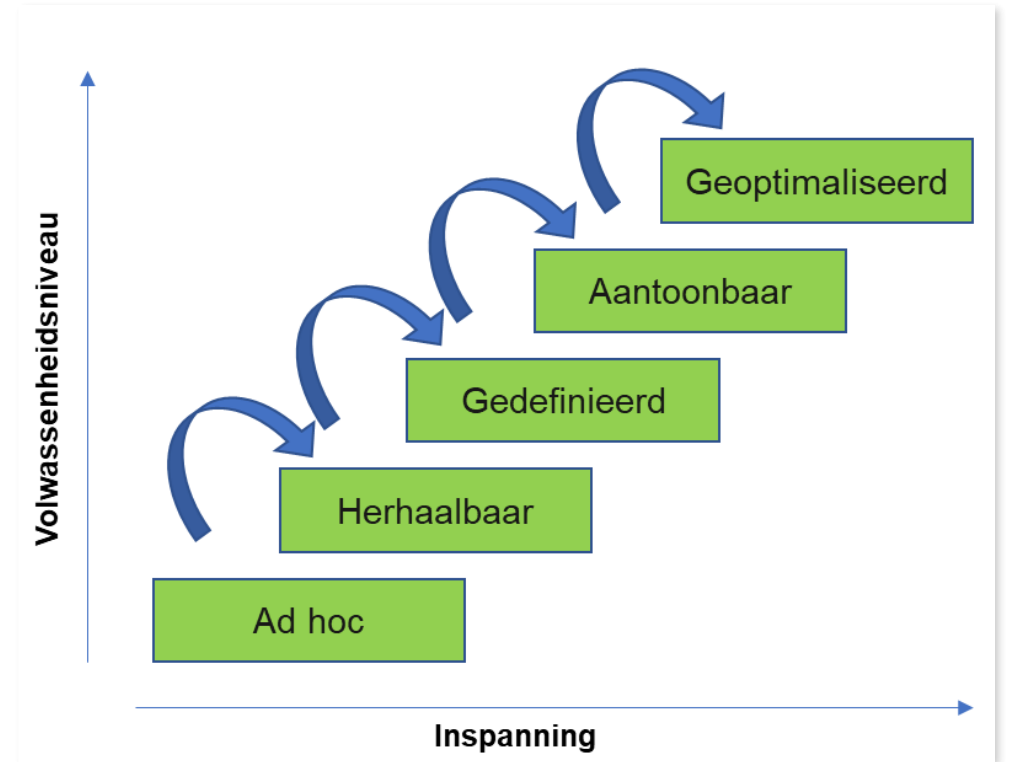 Volwassenheidsniveau
Geoptimaliseerd
Aantoonbaar
Gedefinieerd
Herhaalbaar
Ad hoc
Inspanning